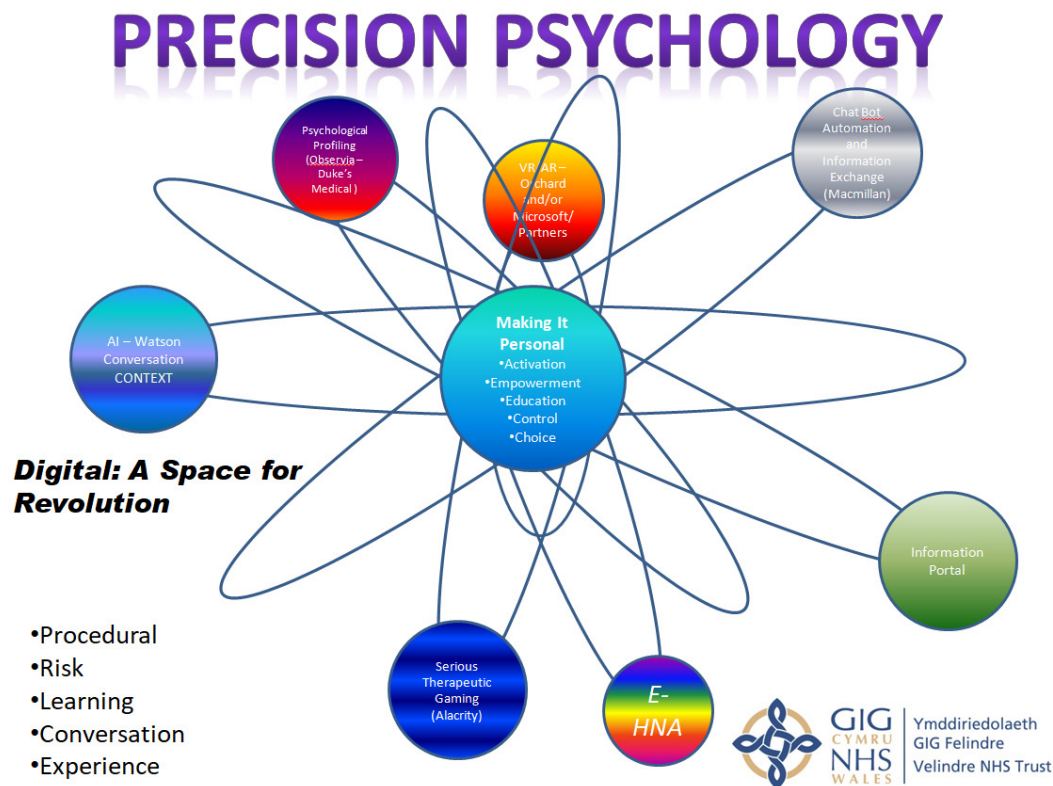 PRECISION PSYCHOLOGY
Psychological
Profiling
(Observia –
Duke's
Medical )
VR/AR –
Orchard
and/or
Microsoft/
Partners
Chat Bot
Automation
and
Information
Exchange
(Macmillan)
AI – Watson
Conversation
CONTEXT
Making It
Personal
•Activation
•Empowerment
•Education
•Control
•Choice
Digital: A Space for
Revolution
Information
Portal
•Procedural
•Risk
•Learning
•Conversation
•Experience
Serious
Therapeutic
Gaming
(Alacrity)
E-
HNA
GIG
CYMRU
NHS
WALES
Ymddiriedolaeth
GIG Felindre
Velindre NHS Trust